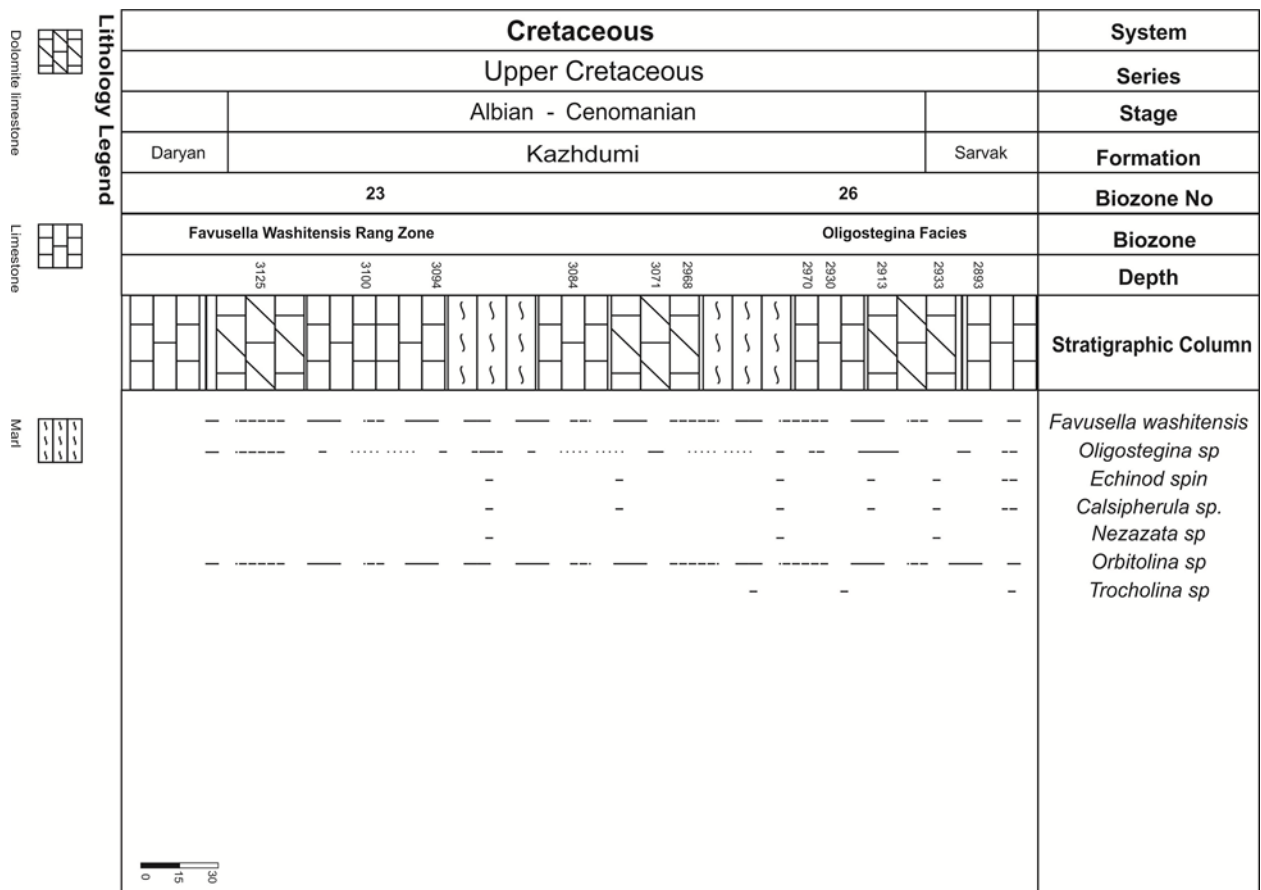 Cretaceous
System
Upper Cretaceous
Series
Albian - Cenomanian
Stage
Daryan
Kazhdumi
Sarvak
Formation
23
26
Biozone No
Favusella Washitensis Rang Zone
Oligostegina Facies
Biozone
3125
3100
3094
3084
3071
2968
2970
2930
2913
2933
2893
Depth
Stratigraphic Column
Favusella washitensis
Oligostegina sp
Echinod spin
Calsipherula sp.
Nezazata sp
Orbitolina sp
Trocholina sp
Lithology Legend
Dolomite limestone
Limestone
Marl
0
15
30